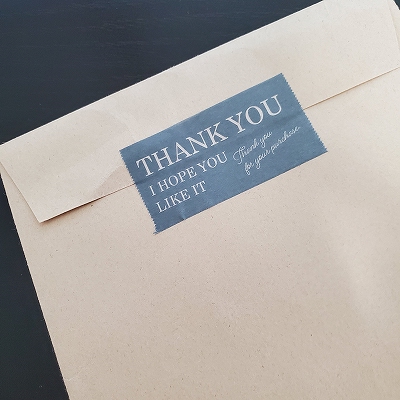 THANK YOU
I HOPE YOU
LIKE IT
Thank you
for your purchase.